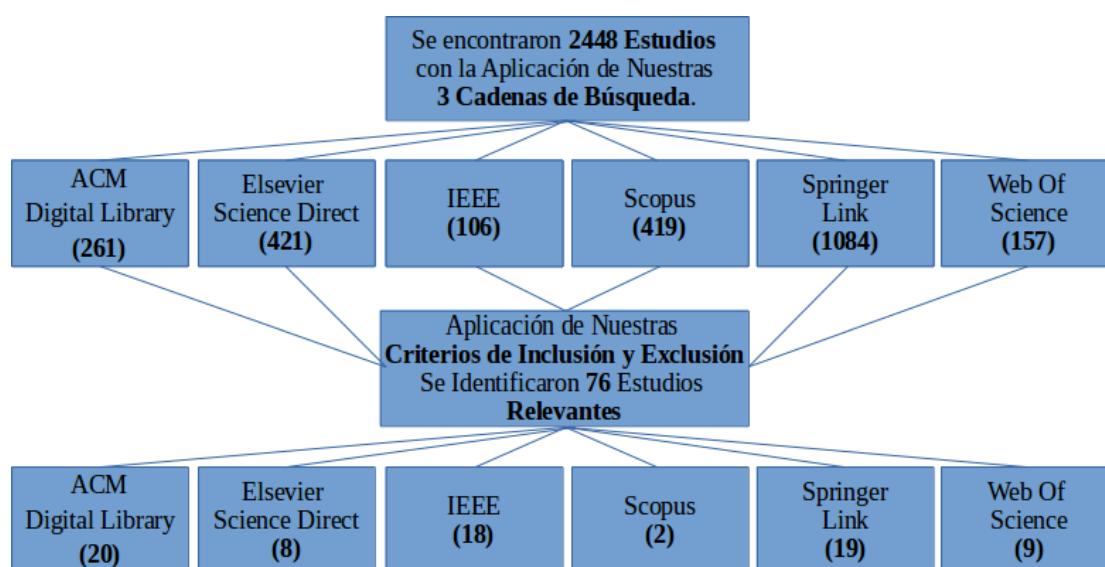 Se encontraron 2448 Estudios
con la Aplicación de Nuestras
3 Cadenas de Búsqueda.
ACM
Digital Library
(261)
Elsevier
Science Direct
(421)
IEEE
(106)
Scopus
(419)
Springer
Link
(1084)
Web Of
Science
(157)
Aplicación de Nuestras
Criterios de Inclusión y Exclusión
Se Identificaron 76 Estudios
Relevantes
ACM
Digital Library
(20)
Elsevier
Science Direct
(8)
IEEE
(18)
Scopus
(2)
Springer
Link
(19)
Web Of
Science
(9)